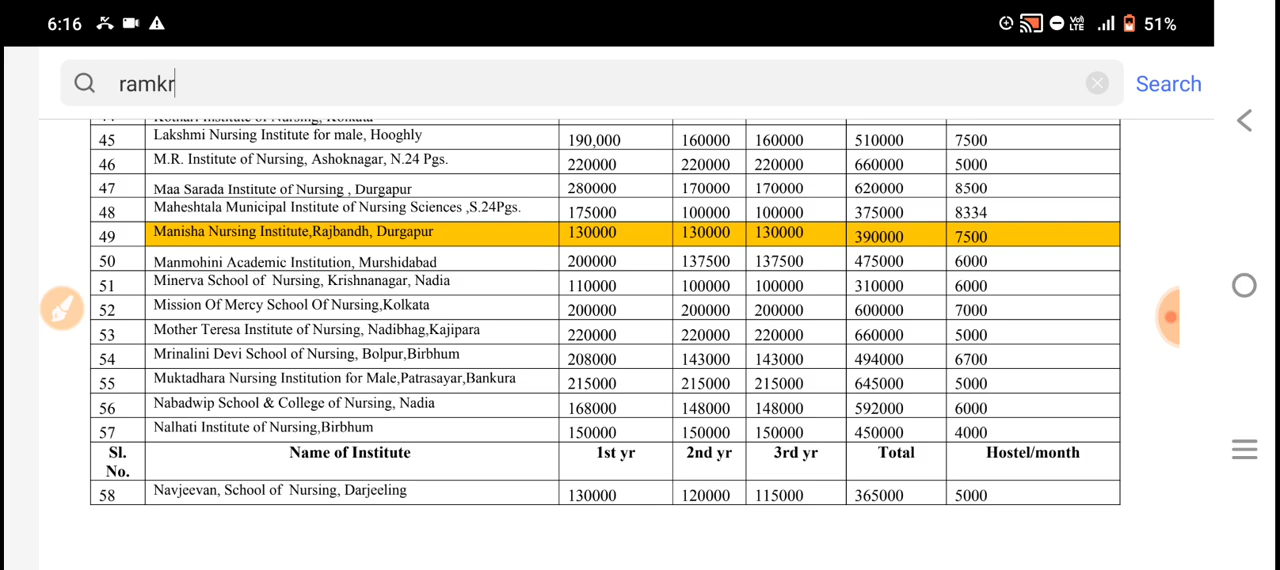 6:16 51%
ramkr Search
44 Kothari Institute of Nursing, Kolkata
45 Lakshmi Nursing Institute for male, Hooghly 190,000 160000 160000 510000 7500
46 M.R. Institute of Nursing, Ashoknagar, N.24 Pgs. 220000 220000 220000 660000 5000
47 Maa Sarada Institute of Nursing , Durgapur 280000 170000 170000 620000 8500
48 Maheshtala Municipal Institute of Nursing Sciences ,S.24Pgs. 175000 100000 100000 375000 8334
49 Manisha Nursing Institute,Rajbandh, Durgapur 130000 130000 130000 390000 7500
50 Manmohini Academic Institution, Murshidabad 200000 137500 137500 475000 6000
51 Minerva School of Nursing, Krishnanagar, Nadia 110000 100000 100000 310000 6000
52 Mission Of Mercy School Of Nursing,Kolkata 200000 200000 200000 600000 7000
53 Mother Teresa Institute of Nursing, Nadibhag,Kajipara 220000 220000 220000 660000 5000
54 Mrinalini Devi School of Nursing, Bolpur,Birbhum 208000 143000 143000 494000 6700
55 Muktadhara Nursing Institution for Male,Patrasayar,Bankura 215000 215000 215000 645000 5000
56 Nabadwip School & College of Nursing, Nadia 168000 148000 148000 592000 6000
57 Nalhati Institute of Nursing,Birbhum 150000 150000 150000 450000 4000
Sl. No. Name of Institute 1st yr 2nd yr 3rd yr Total Hostel/month
58 Navjeevan, School of Nursing, Darjeeling 130000 120000 115000 365000 5000